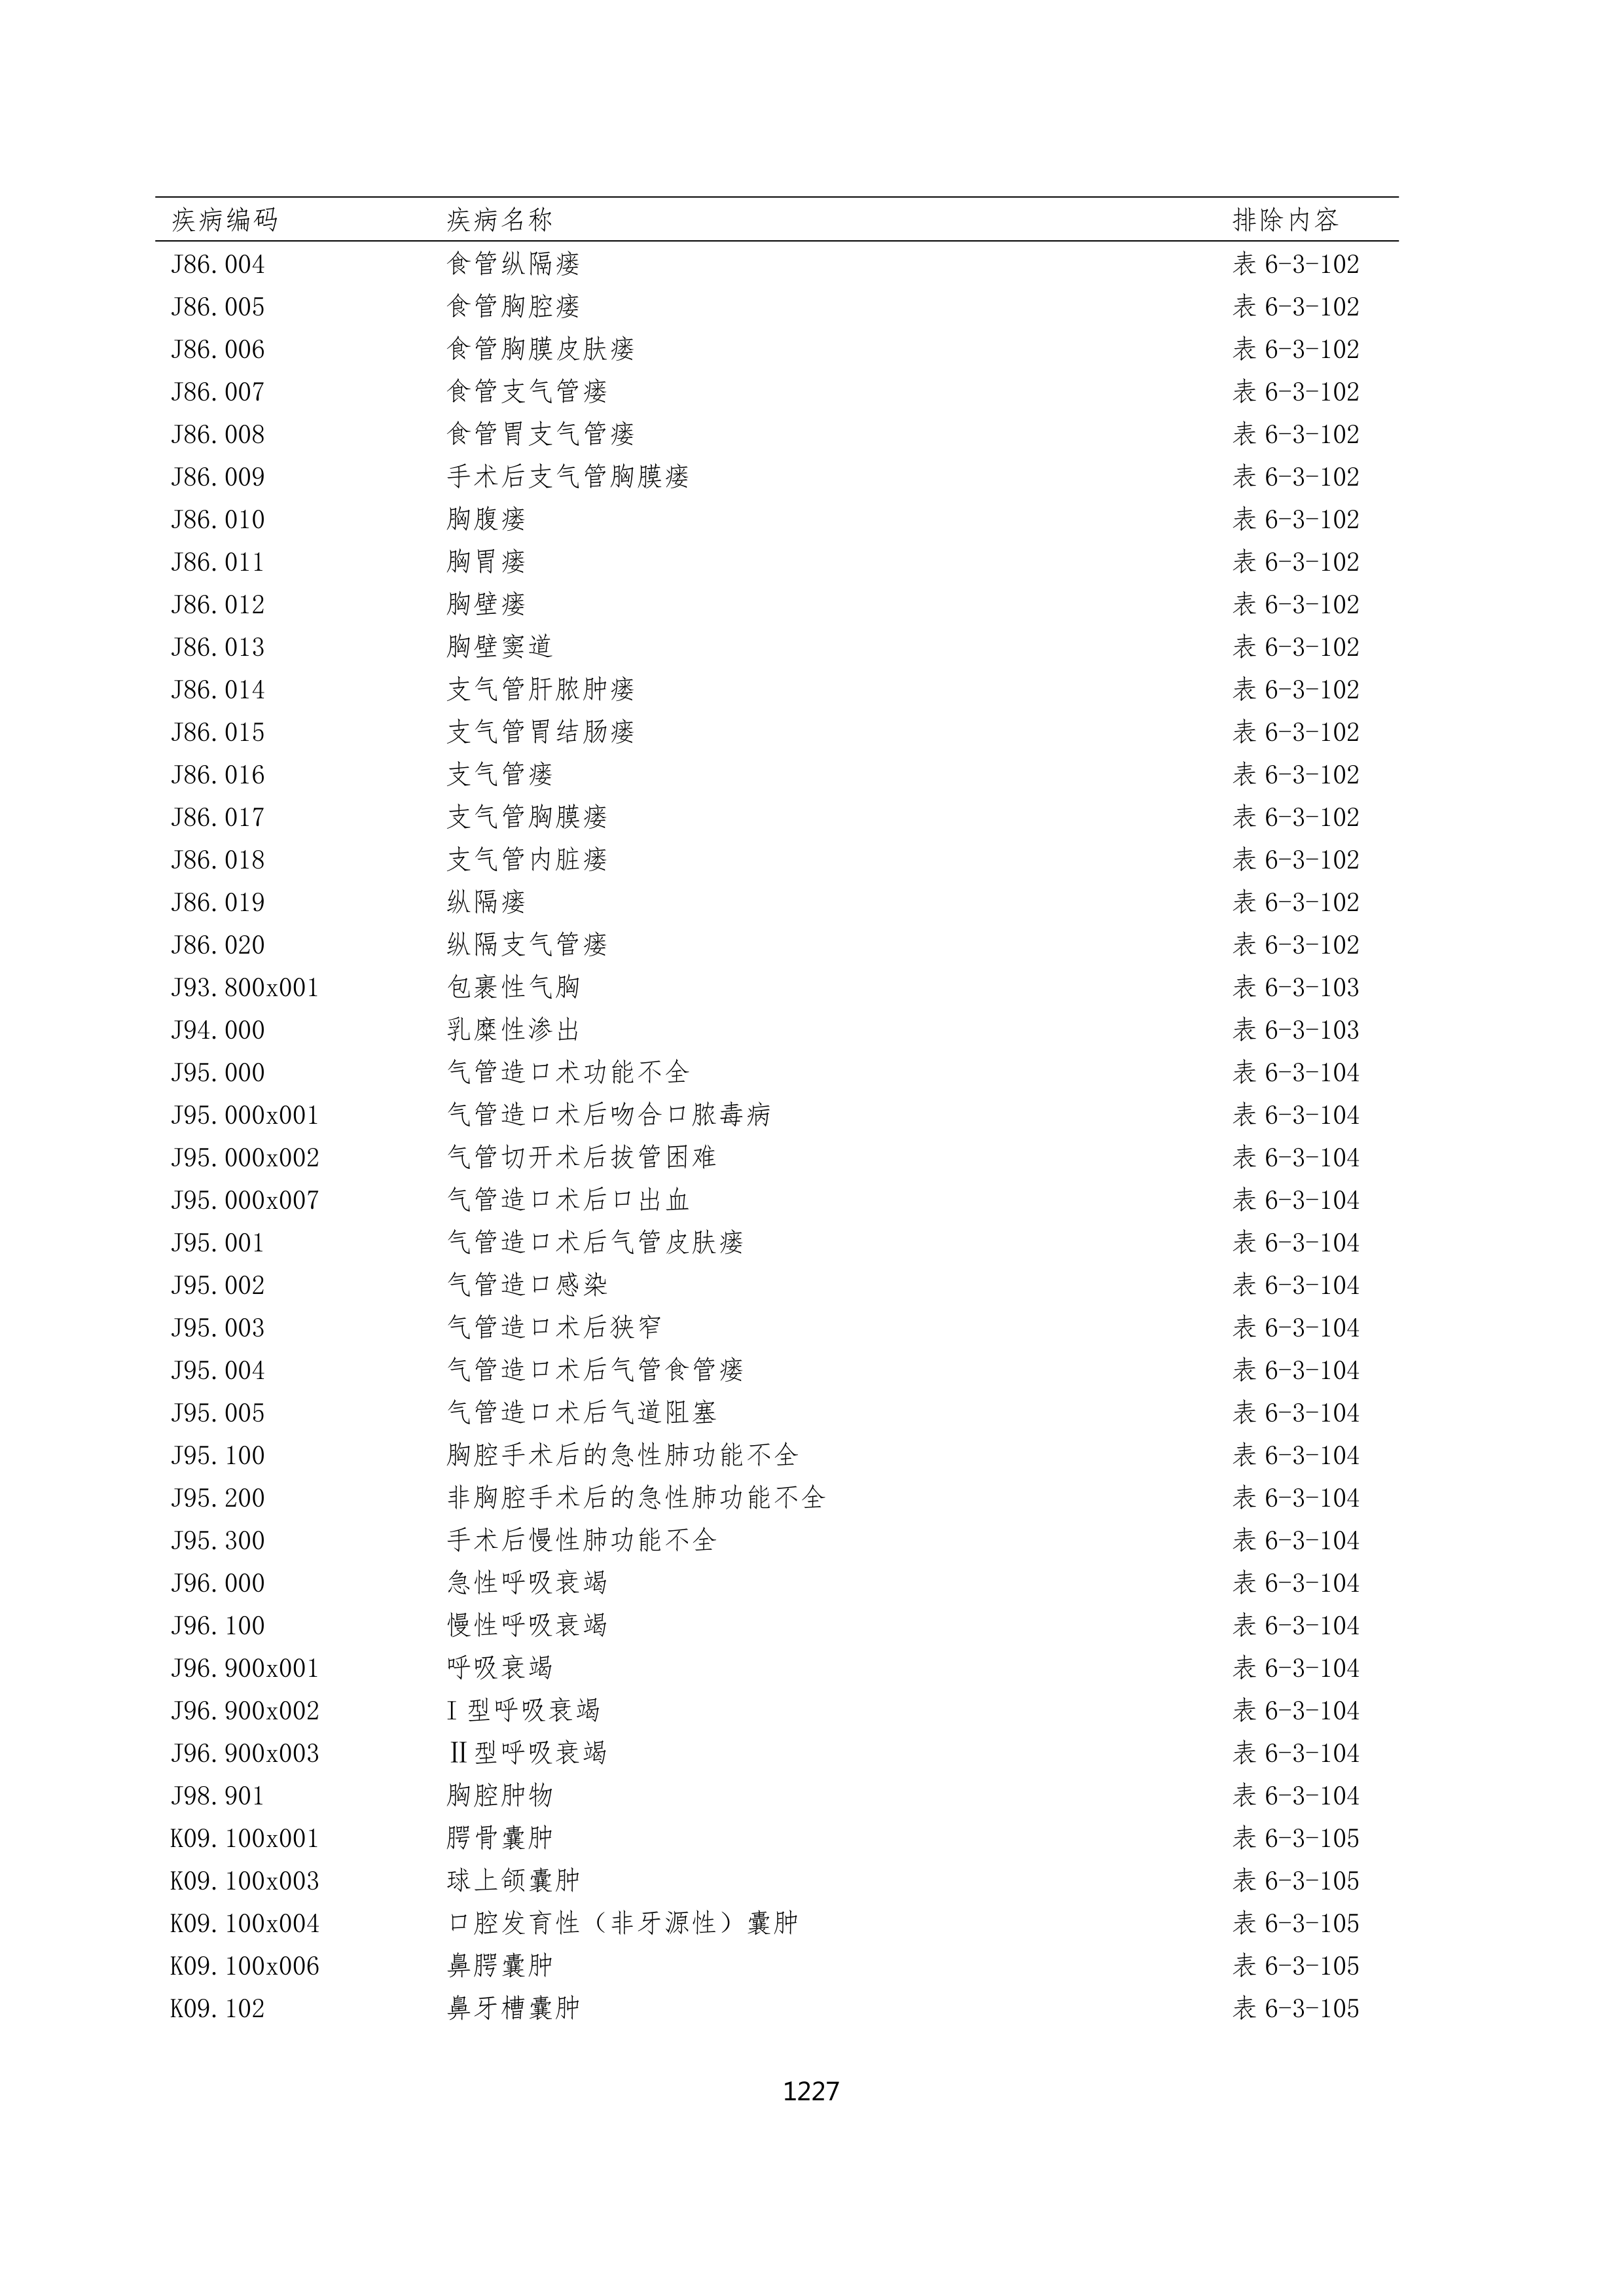 疾病编码 疾病名称 排除内容
J86.004 食管纵隔瘘 表 6-3-102
J86.005 食管胸腔瘘 表 6-3-102
J86.006 食管胸膜皮肤瘘 表 6-3-102
J86.007 食管支气管瘘 表 6-3-102
J86.008 食管胃支气管瘘 表 6-3-102
J86.009 手术后支气管胸膜瘘 表 6-3-102
J86.010 胸腹瘘 表 6-3-102
J86.011 胸胃瘘 表 6-3-102
J86.012 胸壁瘘 表 6-3-102
J86.013 胸壁窦道 表 6-3-102
J86.014 支气管肝脓肿瘘 表 6-3-102
J86.015 支气管胃结肠瘘 表 6-3-102
J86.016 支气管瘘 表 6-3-102
J86.017 支气管胸膜瘘 表 6-3-102
J86.018 支气管内脏瘘 表 6-3-102
J86.019 纵隔瘘 表 6-3-102
J86.020 纵隔支气管瘘 表 6-3-102
J93.800x001 包裹性气胸 表 6-3-103
J94.000 乳糜性渗出 表 6-3-103
J95.000 气管造口术功能不全 表 6-3-104
J95.000x001 气管造口术后吻合口脓毒病 表 6-3-104
J95.000x002 气管切开术后拔管困难 表 6-3-104
J95.000x007 气管造口术后口出血 表 6-3-104
J95.001 气管造口术后气管皮肤瘘 表 6-3-104
J95.002 气管造口感染 表 6-3-104
J95.003 气管造口术后狭窄 表 6-3-104
J95.004 气管造口术后气管食管瘘 表 6-3-104
J95.005 气管造口术后气道阻塞 表 6-3-104
J95.100 胸腔手术后的急性肺功能不全 表 6-3-104
J95.200 非胸腔手术后的急性肺功能不全 表 6-3-104
J95.300 手术后慢性肺功能不全 表 6-3-104
J96.000 急性呼吸衰竭 表 6-3-104
J96.100 慢性呼吸衰竭 表 6-3-104
J96.900x001 呼吸衰竭 表 6-3-104
J96.900x002 I 型呼吸衰竭 表 6-3-104
J96.900x003 Ⅱ型呼吸衰竭 表 6-3-104
J98.901 胸腔肿物 表 6-3-104
K09.100x001 腭骨囊肿 表 6-3-105
K09.100x003 球上颌囊肿 表 6-3-105
K09.100x004 口腔发育性（非牙源性）囊肿 表 6-3-105
K09.100x006 鼻腭囊肿 表 6-3-105
K09.102 鼻牙槽囊肿 表 6-3-105
1227